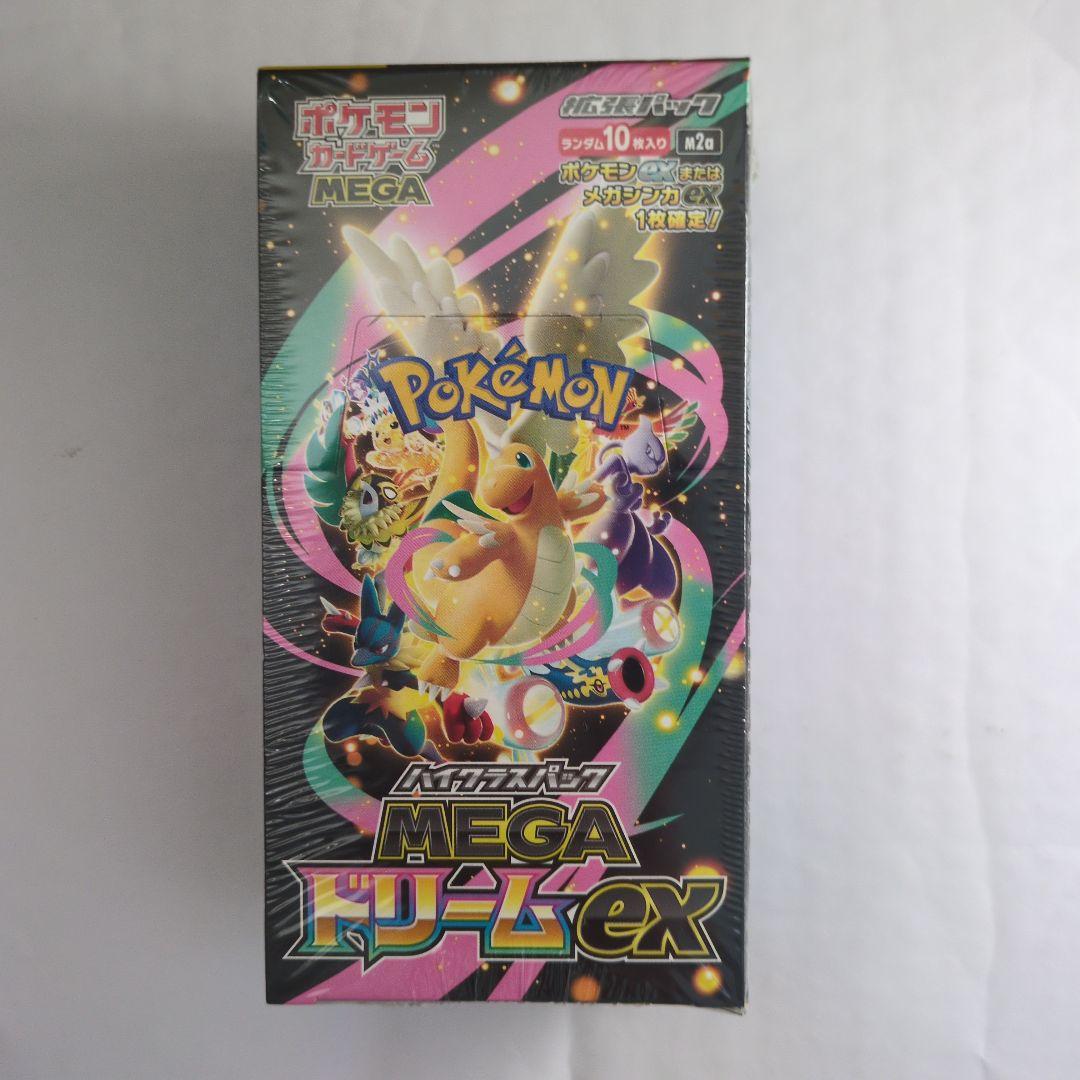 ポケモン
カードゲーム™
MEGA
拡張パック
ランダム10枚入り M2a
ポケモンexまたは
メガシンカex
1枚確定!
POKéMON
™
ハイクラスパック
MEGA
ドリームex